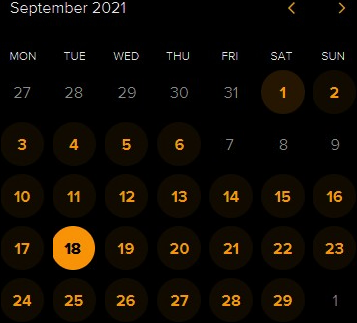 September 2021
MON TUE WED THU FRI SAT SUN
27 28 29 30 31 1 2
3 4 5 6 7 8 9
10 11 12 13 14 15 16
17 18 19 20 21 22 23
24 25 26 27 28 29 1